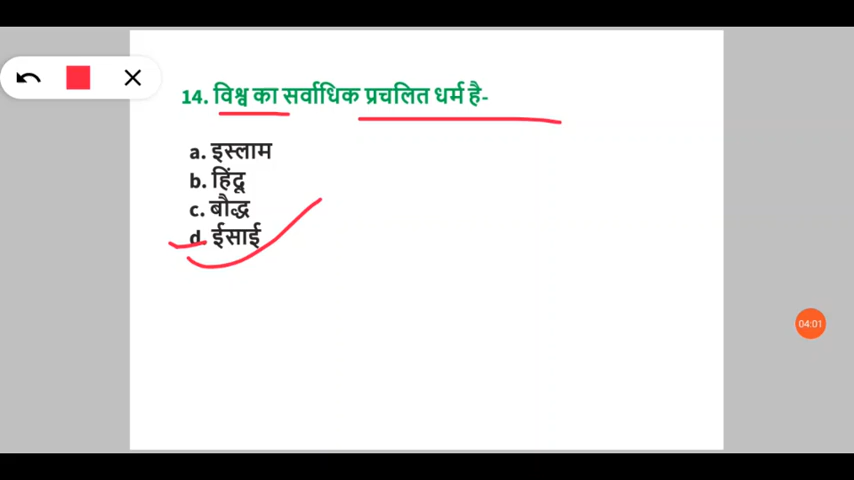 14. विश्व का सर्वाधिक प्रचलित धर्म है-
a. इस्लाम
b. हिंदू
c. बौद्ध
d. ईसाई
04:01